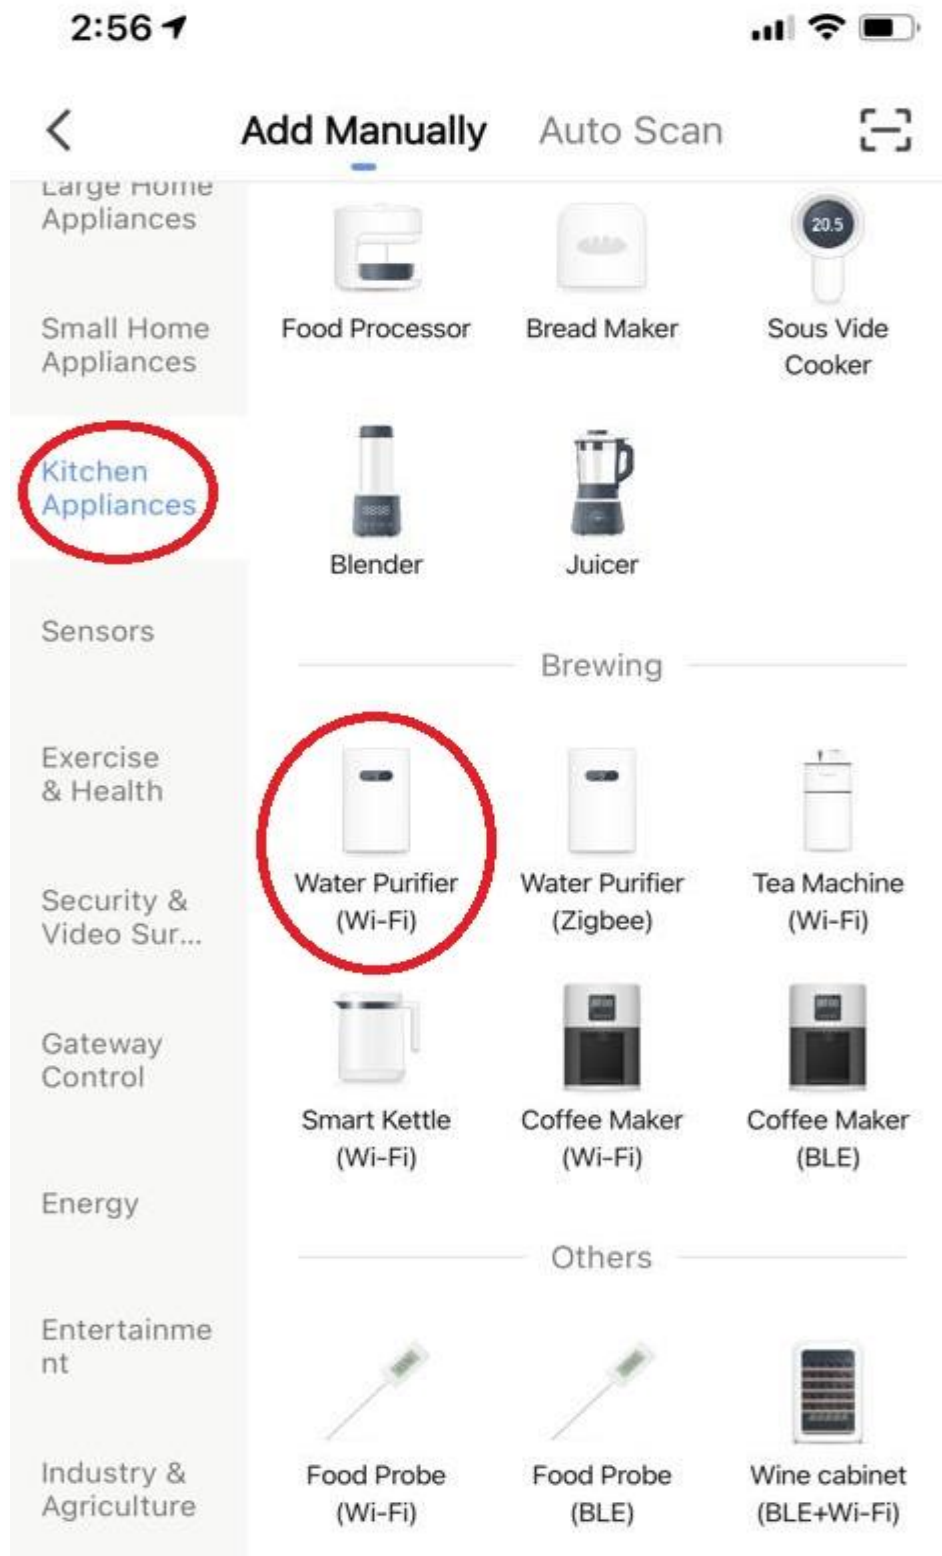 2:56
Add Manually
Auto Scan
Large Home
Appliances
Small Home
Appliances
Kitchen
Appliances
Sensors
Exercise
& Health
Security &
Video Sur...
Gateway
Control
Energy
Entertainme
nt
Industry &
Agriculture
20.5
Food Processor
Bread Maker
Sous Vide
Cooker
Blender
Juicer
Brewing
Water Purifier
(Wi-Fi)
Water Purifier
(Zigbee)
Tea Machine
(Wi-Fi)
Smart Kettle
(Wi-Fi)
Coffee Maker
(Wi-Fi)
Coffee Maker
(BLE)
Others
Food Probe
(Wi-Fi)
Food Probe
(BLE)
Wine cabinet
(BLE+Wi-Fi)